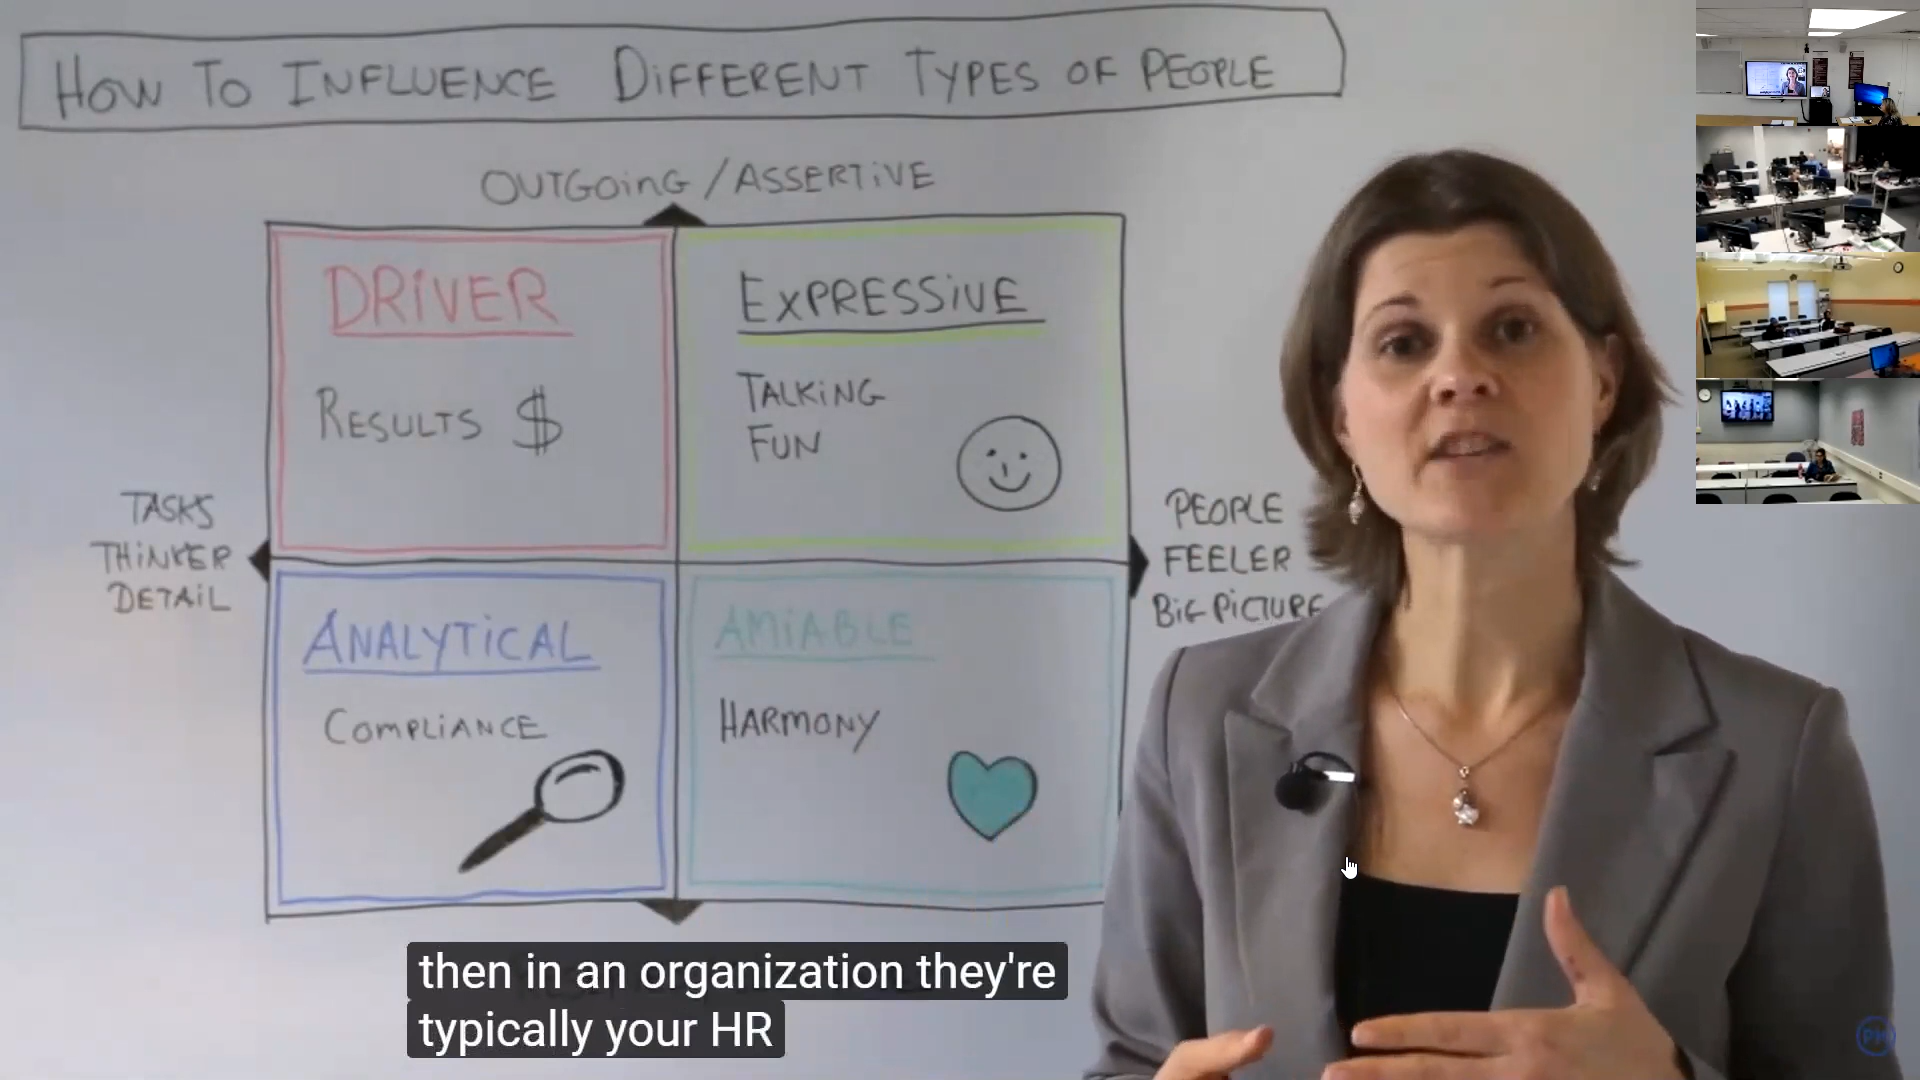 HOW TO INFLUENCE DIFFERENT TYPES OF PEOPLE
OUTGOING / ASSERTIVE
DRIVER
RESULTS $
EXPRESSIVE
TALKING
FUN
TASKS
THINKER
DETAIL
PEOPLE
FEELER
BIG PICTURE
ANALYTICAL
COMPLIANCE
AMIABLE
HARMONY
then in an organization they're
typically your HR